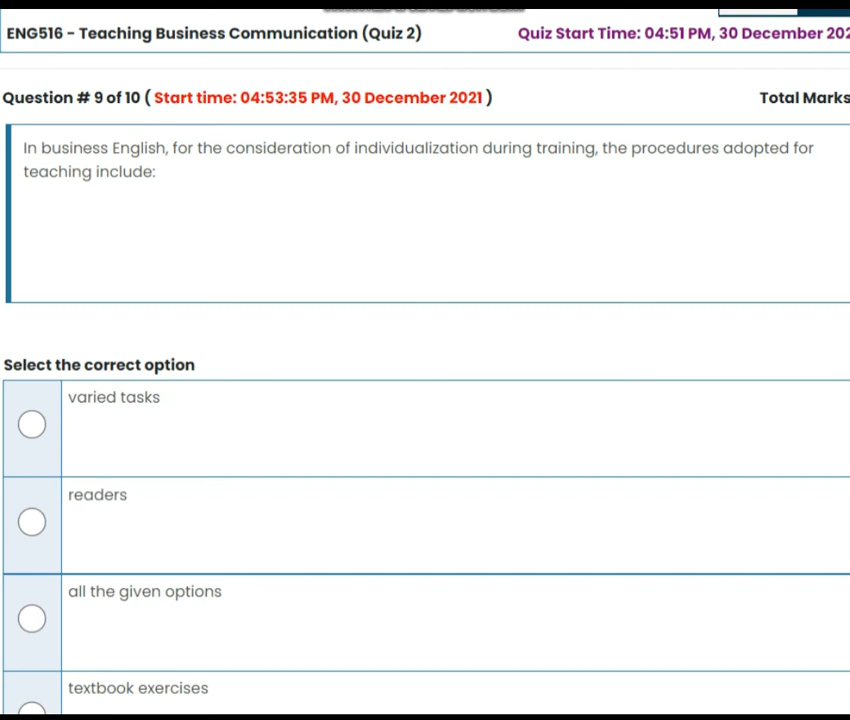 ENG516 - Teaching Business Communication (Quiz 2)
Quiz Start Time: 04:51 PM, 30 December 202
Question # 9 of 10 ( Start time: 04:53:35 PM, 30 December 2021 )
Total Marks
In business English, for the consideration of individualization during training, the procedures adopted for
teaching include:
Select the correct option
varied tasks
readers
all the given options
textbook exercises